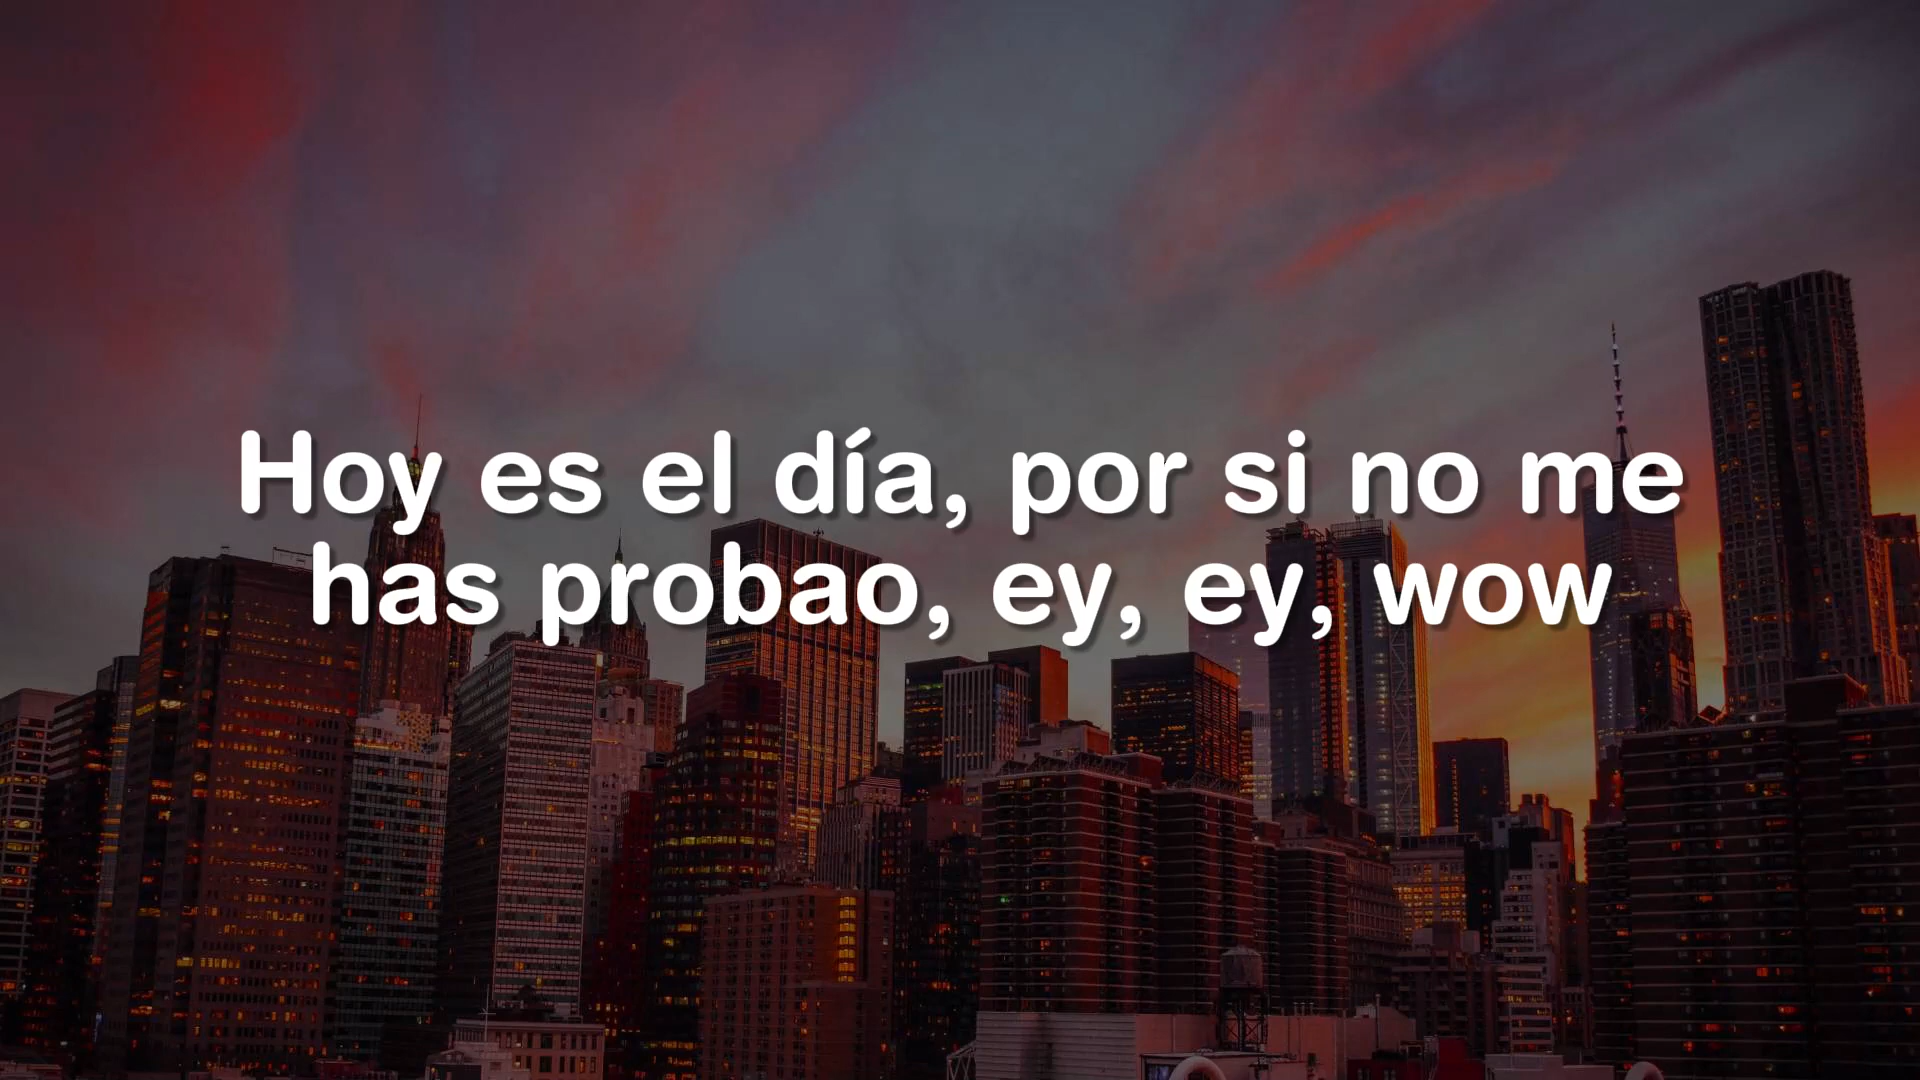 Hoy es el día, por si no me
has probao, ey, ey, wow